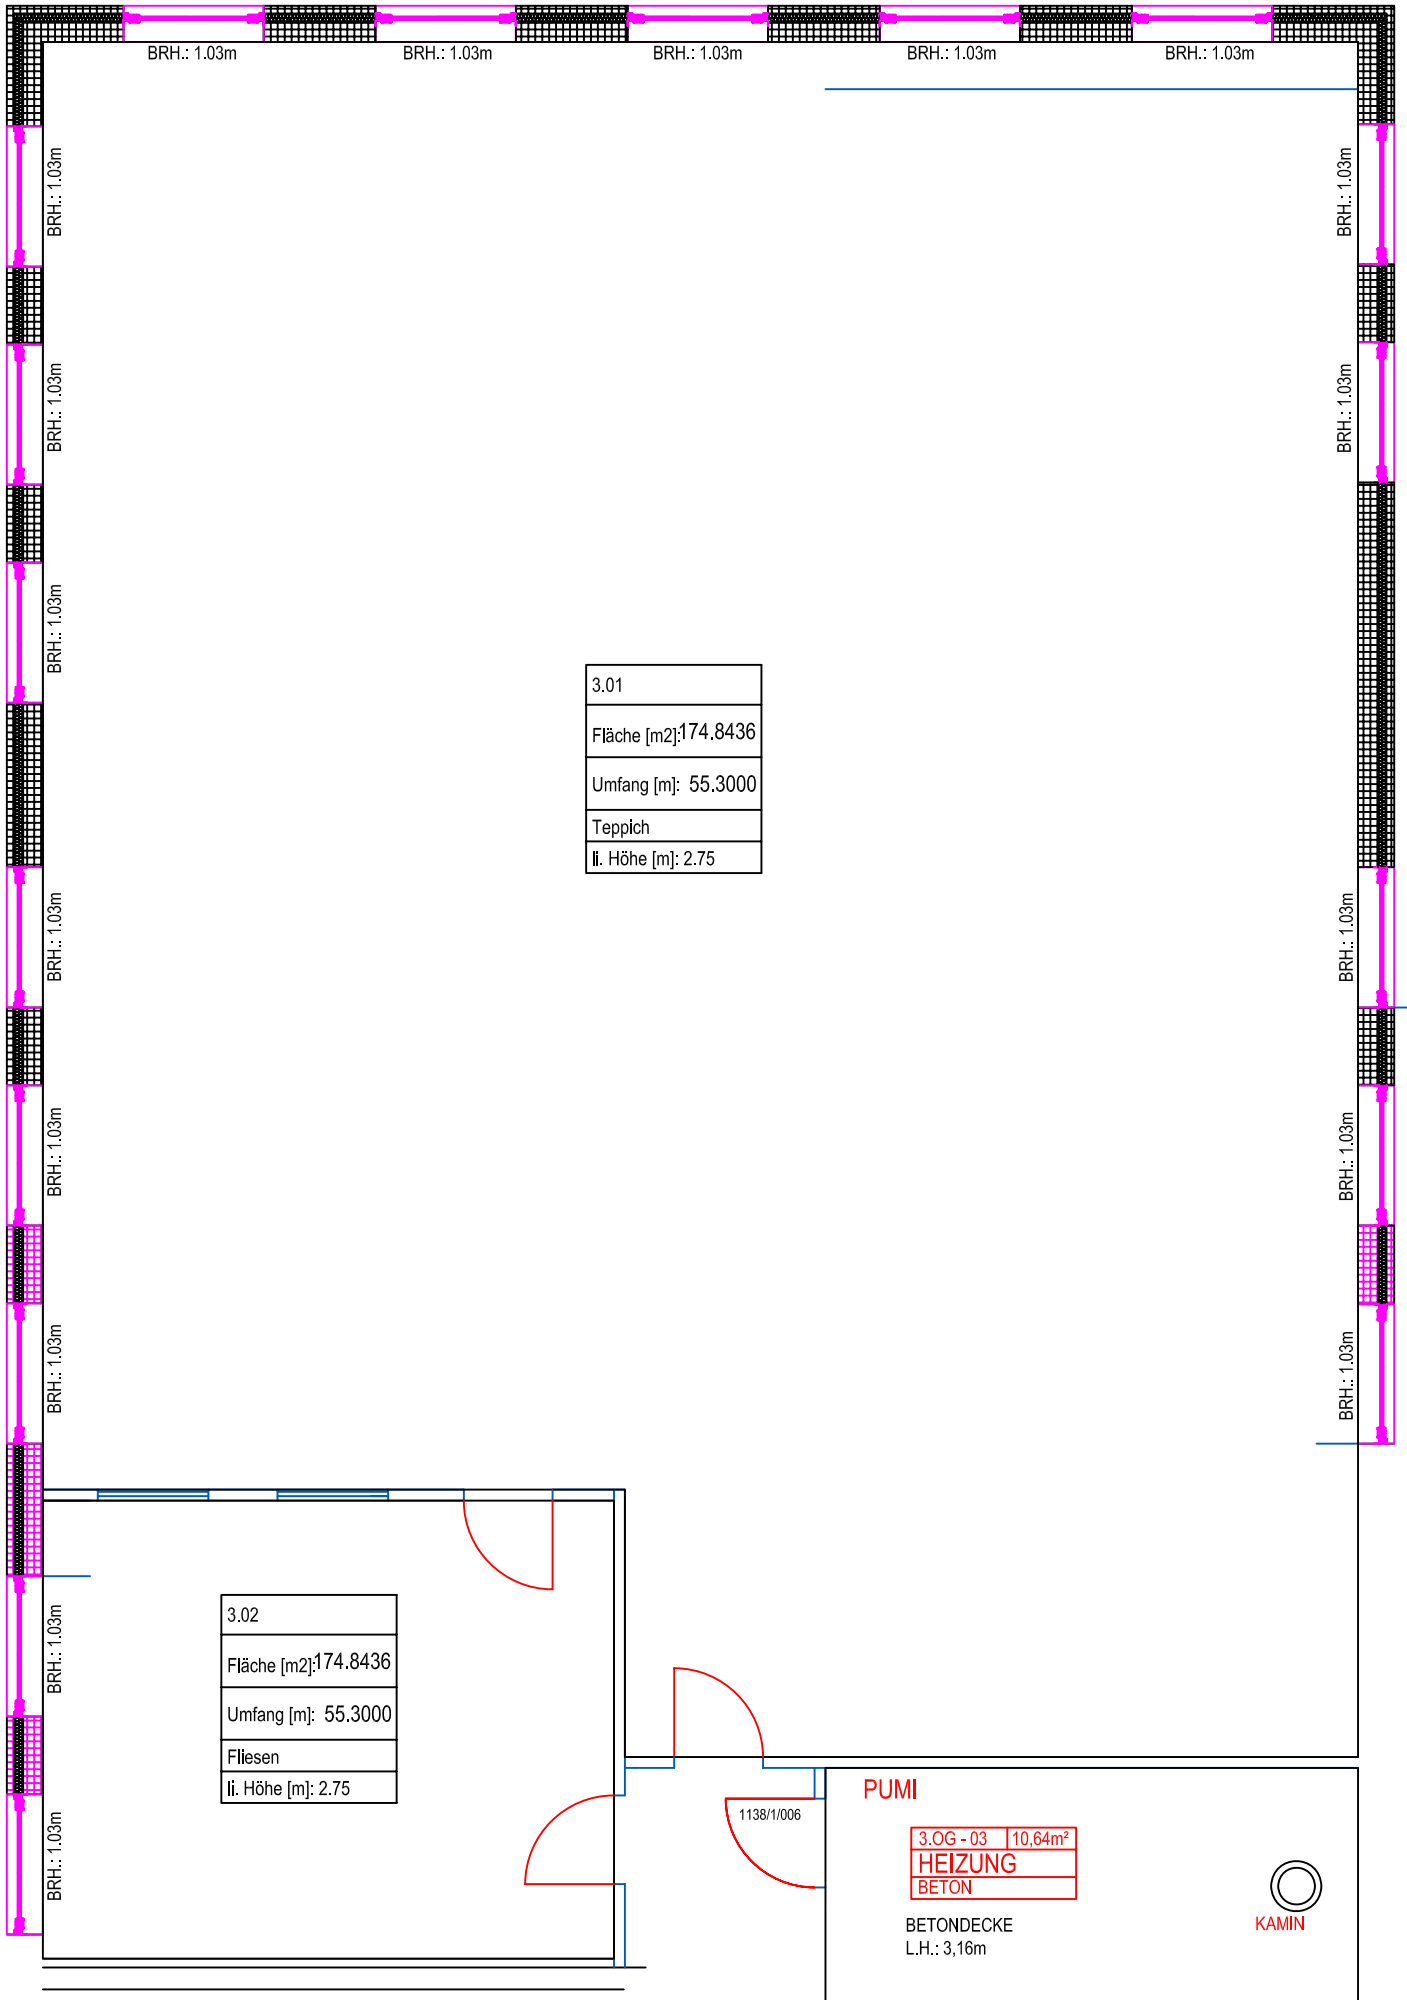 BRH.: 1.03m
BRH.: 1.03m
BRH.: 1.03m
BRH.: 1.03m
BRH.: 1.03m
BRH.: 1.03m
BRH.: 1.03m
BRH.: 1.03m
BRH.: 1.03m
BRH.: 1.03m
3.01
Fläche [m2]:174.8436
Umfang [m]: 55.3000
Teppich
li. Höhe [m]: 2.75
BRH.: 1.03m
BRH.: 1.03m
BRH.: 1.03m
BRH.: 1.03m
BRH.: 1.03m
BRH.: 1.03m
3.02
Fläche [m2]:174.8436
Umfang [m]: 55.3000
Fliesen
li. Höhe [m]: 2.75
BRH.: 1.03m
BRH.: 1.03m
1138/1/006
PUMI
3.OG - 03 10,64m²
HEIZUNG
BETON
BETONDECKE
L.H.: 3,16m
KAMIN